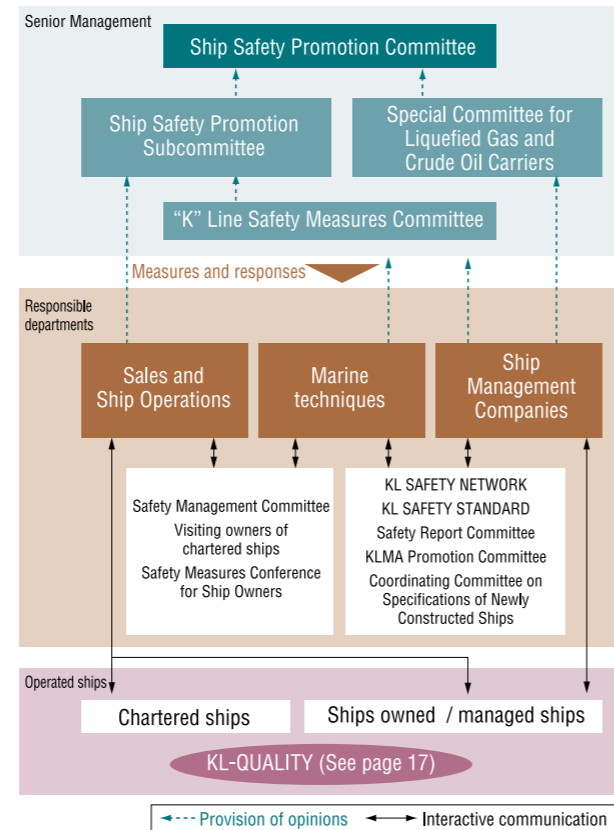 Senior Management
Ship Safety Promotion Committee
Ship Safety Promotion
Subcommittee
Special Committee for
Liquefied Gas and
Crude Oil Carriers
“K” Line Safety Measures Committee
Measures and responses
Responsible
departments
Sales and
Ship Operations
Marine
techniques
Ship
Management
Companies
Safety Management Committee
Visiting owners of
chartered ships
Safety Measures Conference
for Ship Owners
KL SAFETY NETWORK
KL SAFETY STANDARD
Safety Report Committee
KLMA Promotion Committee
Coordinating Committee on
Specifications of Newly
Constructed Ships
Operated ships
Chartered ships
Ships owned / managed ships
KL-QUALITY (See page 17)
Provision of opinions
Interactive communication